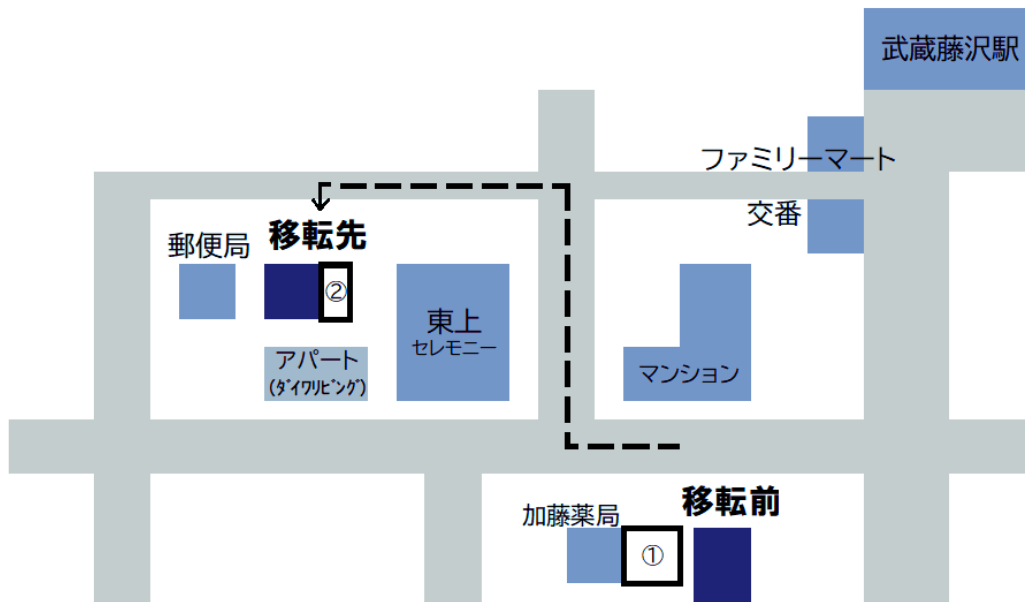 武蔵藤沢駅
ファミリーマート
交番
郵便局
移転先
②
東上
セレモニー
アパート
(ﾀﾞｲﾜﾘﾋﾞﾝｸﾞ)
マンション
移転前
加藤薬局
①